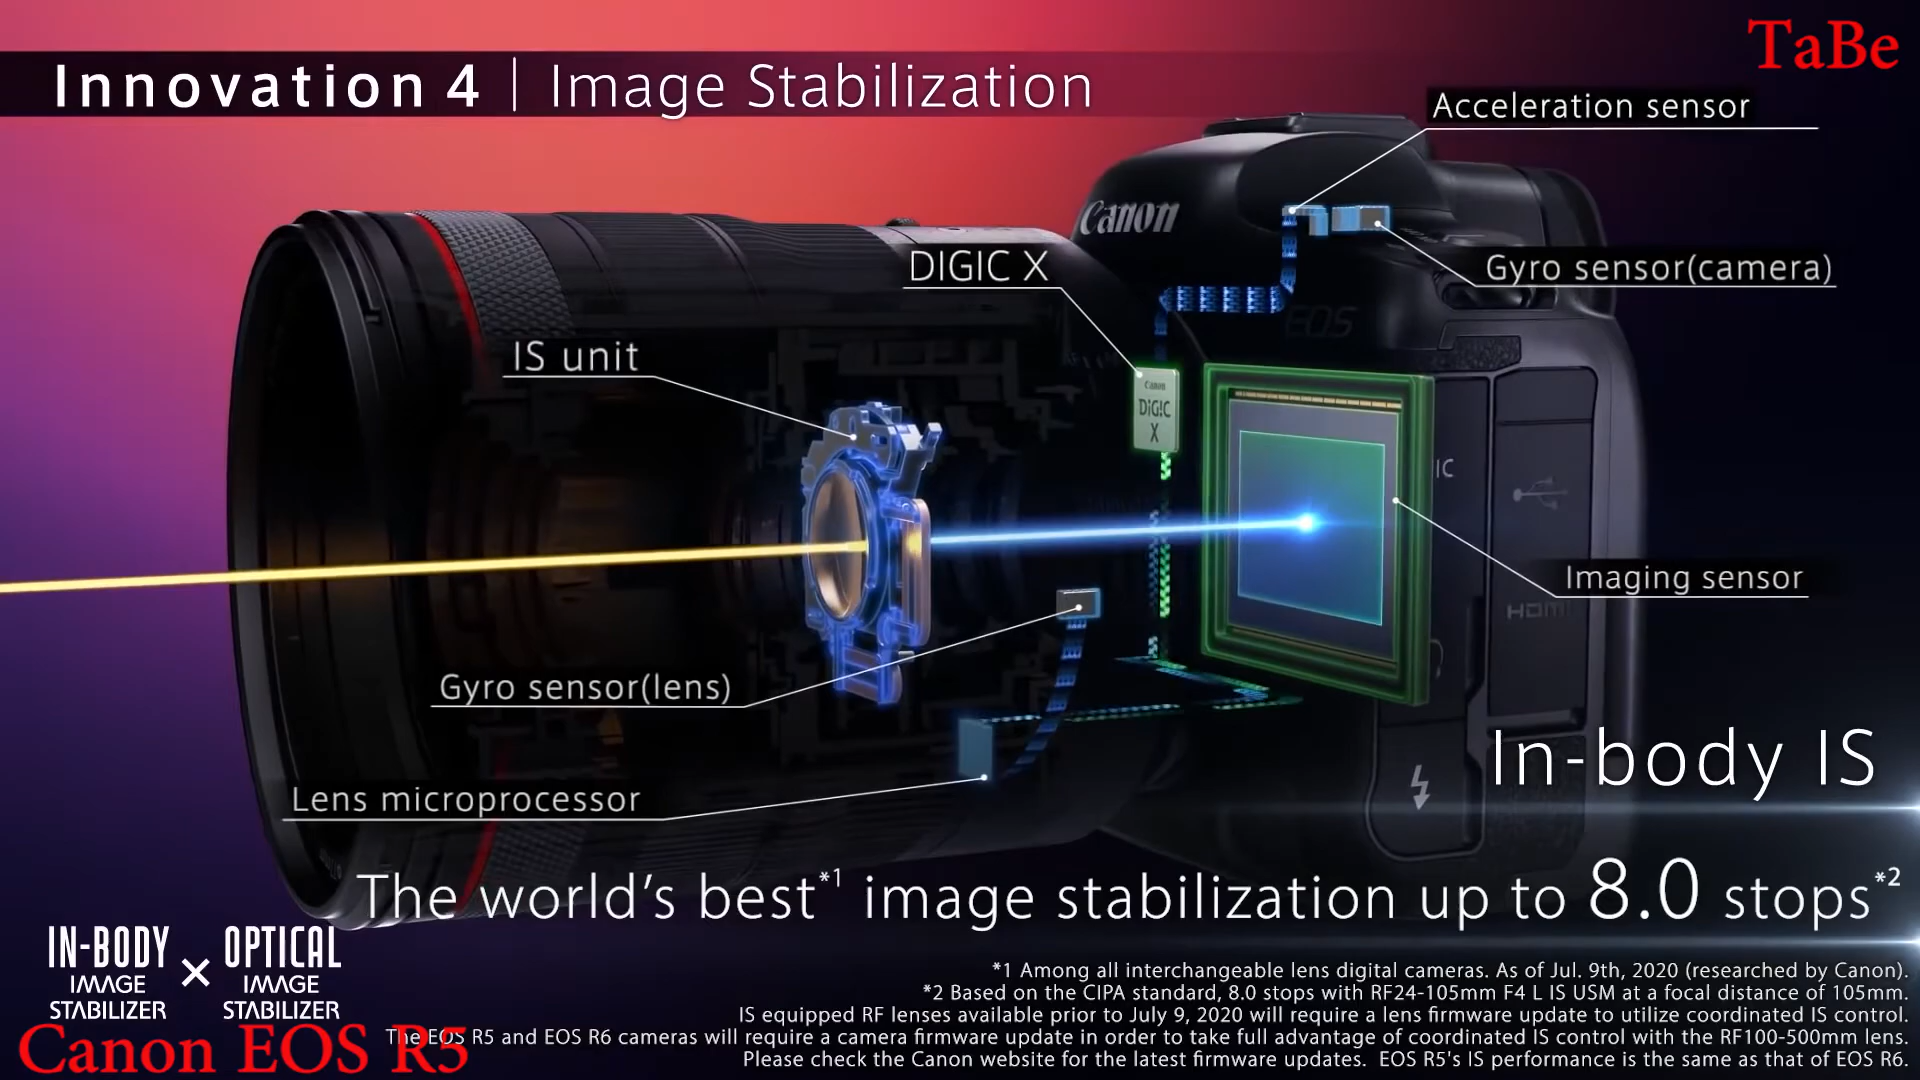 TaBe
Innovation 4 | Image Stabilization
Acceleration sensor
Canon
DIGIC X
Gyro sensor(camera)
EOS
IS unit
Canon
DIGIC
X
IC
Imaging sensor
HDMI
Gyro sensor(lens)
In-body IS
Lens microprocessor
The world's best*1 image stabilization up to 8.0 stops*2
IN-BODY × OPTICAL
IMAGE IMAGE
STABILIZER STABILIZER
*1 Among all interchangeable lens digital cameras. As of Jul. 9th, 2020 (researched by Canon).
*2 Based on the CIPA standard, 8.0 stops with RF24-105mm F4 L IS USM at a focal distance of 105mm.
IS equipped RF lenses available prior to July 9, 2020 will require a lens firmware update to utilize coordinated IS control.
The EOS R5 and EOS R6 cameras will require a camera firmware update in order to take full advantage of coordinated IS control with the RF100-500mm lens.
Please check the Canon website for the latest firmware updates. EOS R5's IS performance is the same as that of EOS R6.
Canon EOS R5